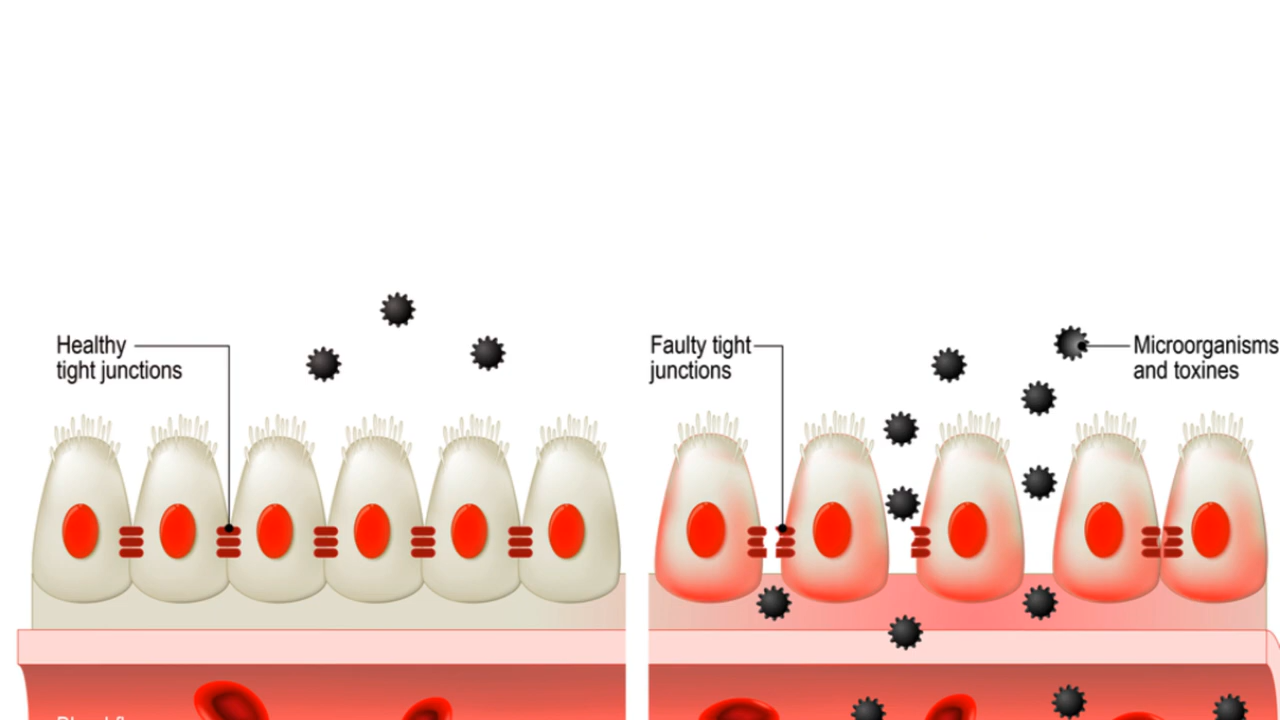 Healthy
tight junctions
Faulty tight
junctions
Microorganisms
and toxines